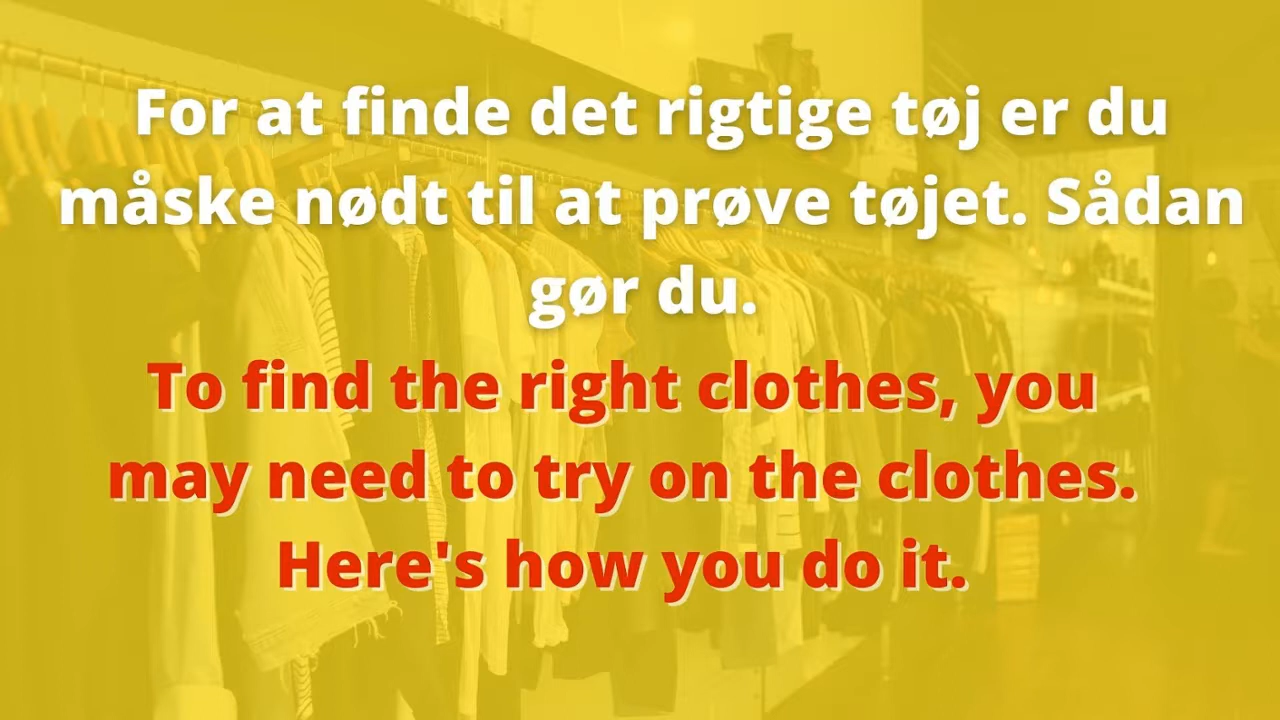 For at finde det rigtige tøj er du
måske nødt til at prøve tøjet. Sådan
gør du.
To find the right clothes, you
may need to try on the clothes.
Here's how you do it.